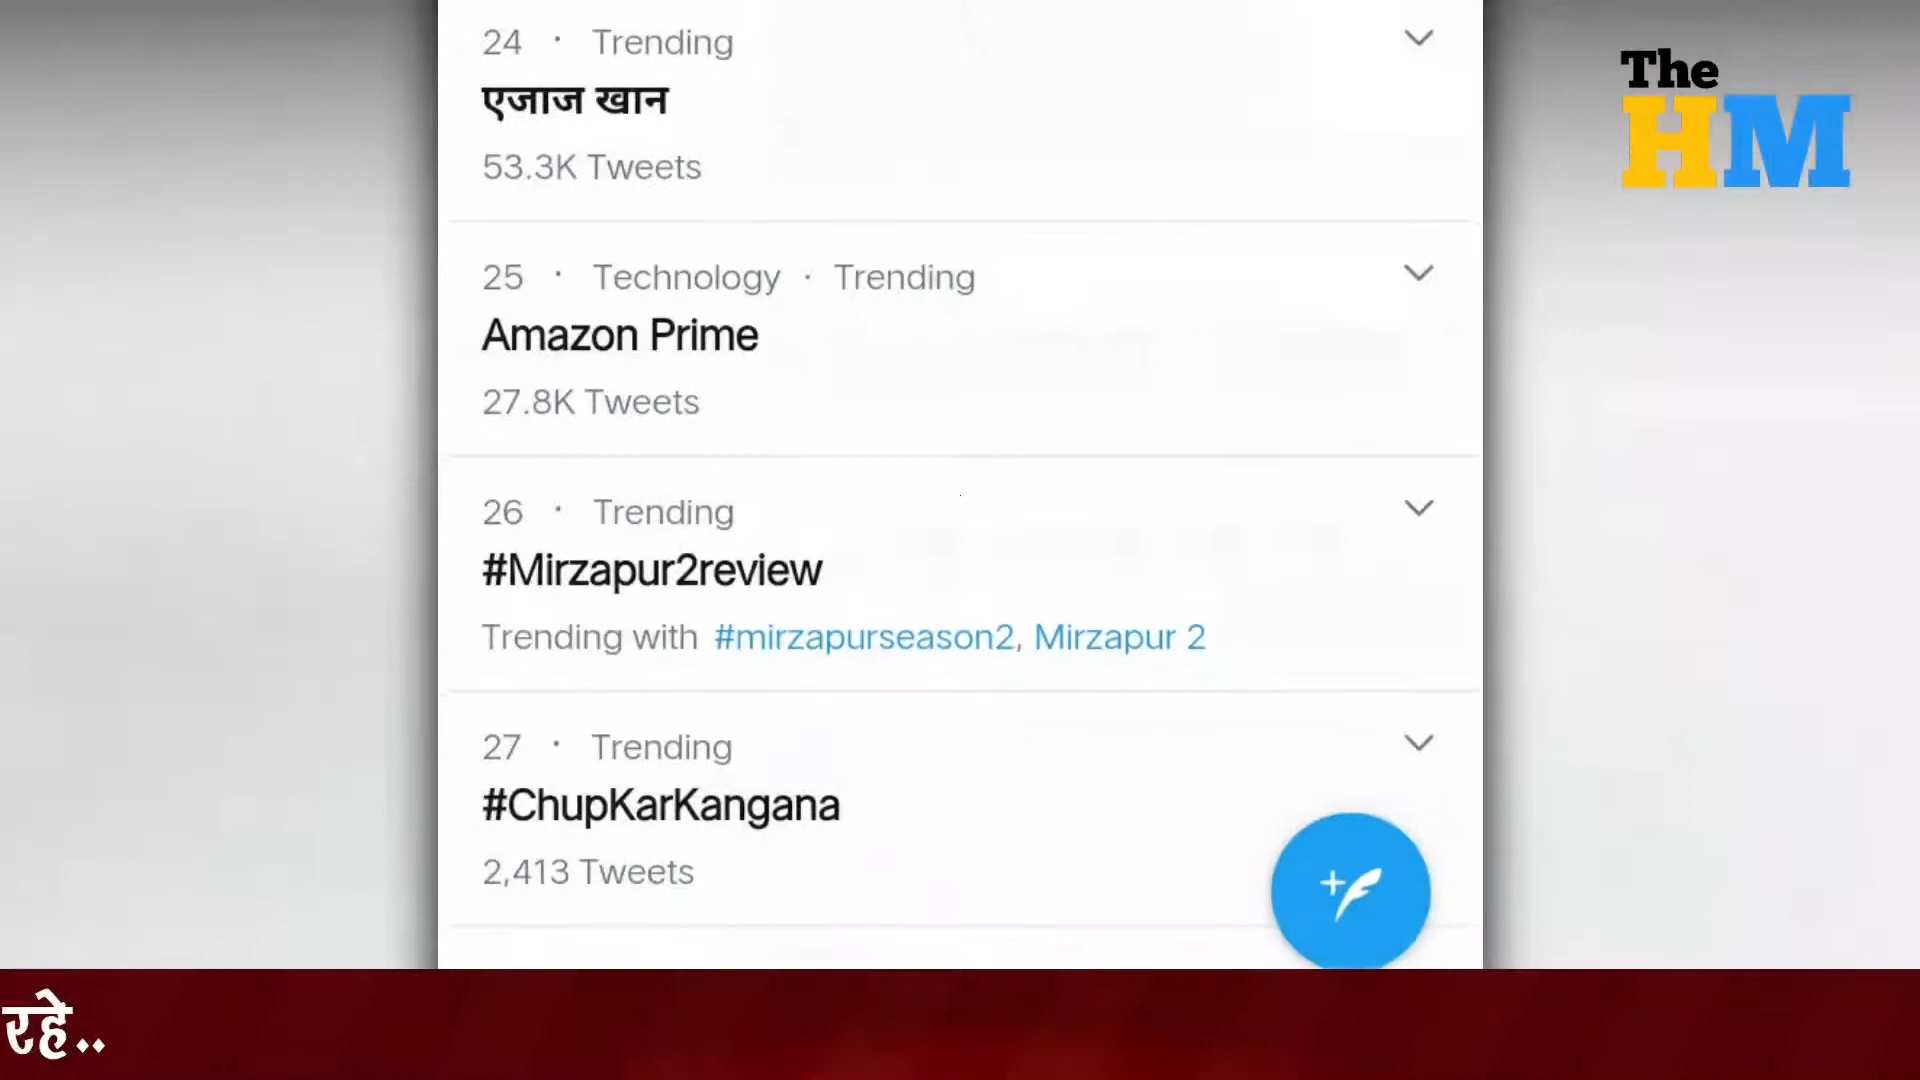 24 · Trending
एजाज खान
53.3K Tweets
25 · Technology · Trending
Amazon Prime
27.8K Tweets
26 · Trending
#Mirzapur2review
Trending with #mirzapurseason2, Mirzapur 2
27 · Trending
#ChupKarKangana
2,413 Tweets
The
HM
रहे..